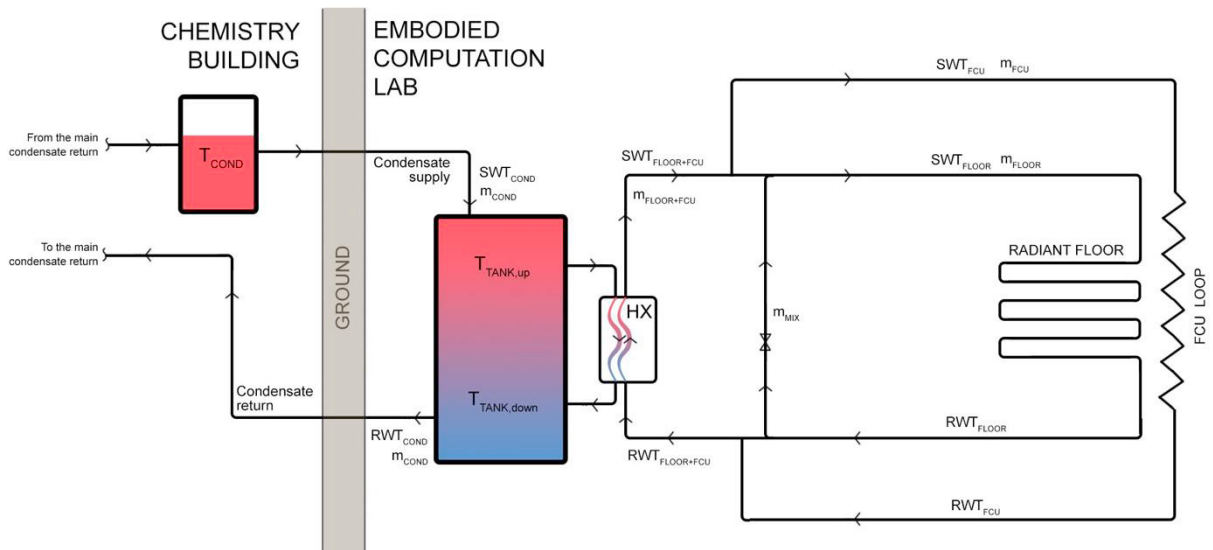 CHEMISTRY
BUILDING
EMBODIED
COMPUTATION
LAB
From the main
condensate return
T_COND
Condensate
supply
SWT_COND
m_COND
To the main
condensate return
GROUND
T_TANK,up
T_TANK,down
Condensate
return
RWT_COND
m_COND
HX
SWT_FLOOR+FCU
m_FLOOR+FCU
RWT_FLOOR+FCU
m_MIX
SWT_FCU m_FCU
SWT_FLOOR m_FLOOR
RADIANT FLOOR
FCU LOOP
RWT_FLOOR
RWT_FCU